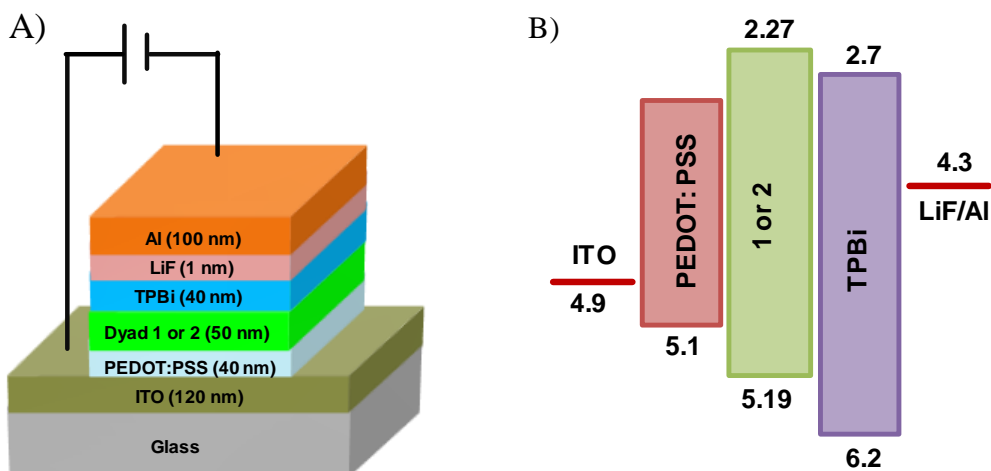 A)
Al (100 nm)
LiF (1 nm)
TPBi (40 nm)
Dyad 1 or 2 (50 nm)
PEDOT:PSS (40 nm)
ITO (120 nm)
Glass
B)
2.27
2.7
4.3
LiF/Al
ITO
4.9
PEDOT: PSS
1 or 2
TPBi
5.1
5.19
6.2